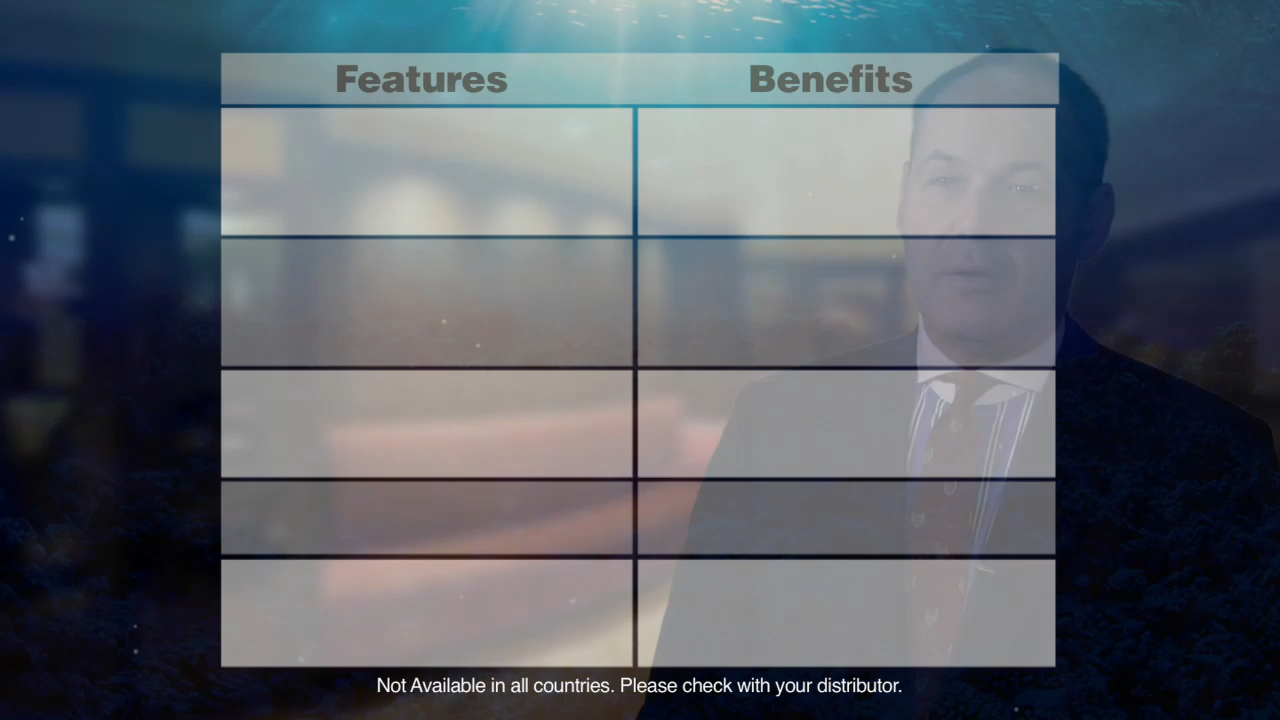 Features Benefits
Not Available in all countries. Please check with your distributor.